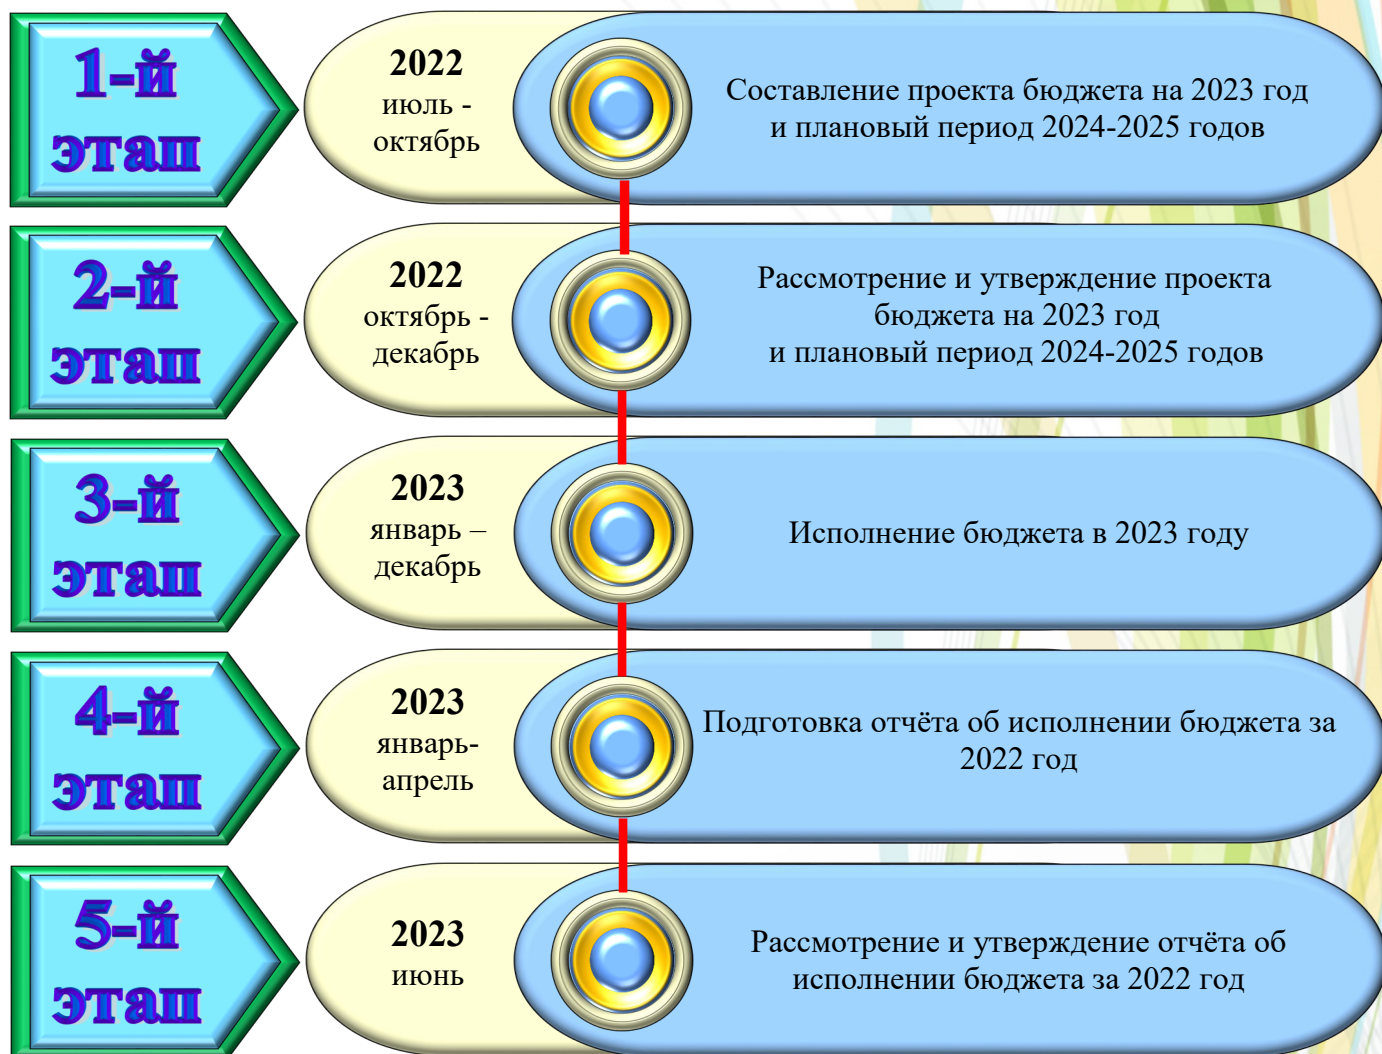 1-й
этап
2022
июль -
октябрь
Составление проекта бюджета на 2023 год
и плановый период 2024-2025 годов
2-й
этап
2022
октябрь -
декабрь
Рассмотрение и утверждение проекта
бюджета на 2023 год
и плановый период 2024-2025 годов
3-й
этап
2023
январь –
декабрь
Исполнение бюджета в 2023 году
4-й
этап
2023
январь-
апрель
Подготовка отчёта об исполнении бюджета за
2022 год
5-й
этап
2023
июнь
Рассмотрение и утверждение отчёта об
исполнении бюджета за 2022 год